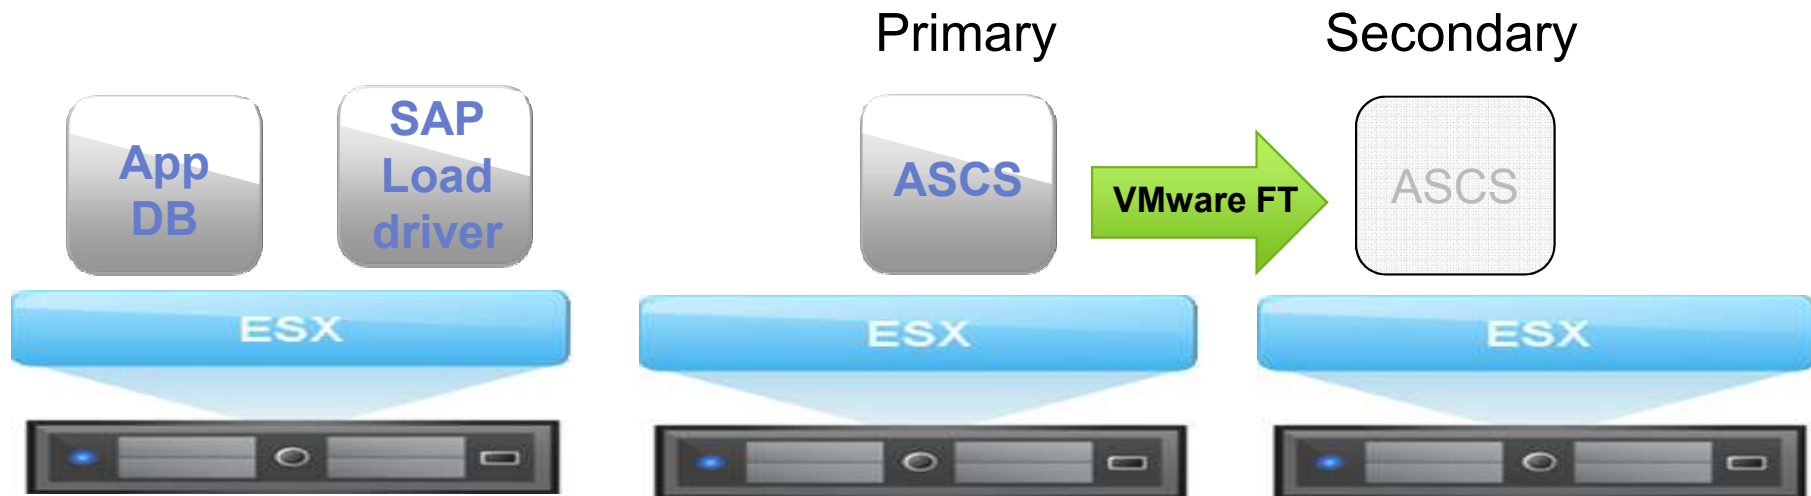 Primary
Secondary
App
DB
SAP
Load
driver
ASCS
VMware FT
ASCS
ESX
ESX
ESX